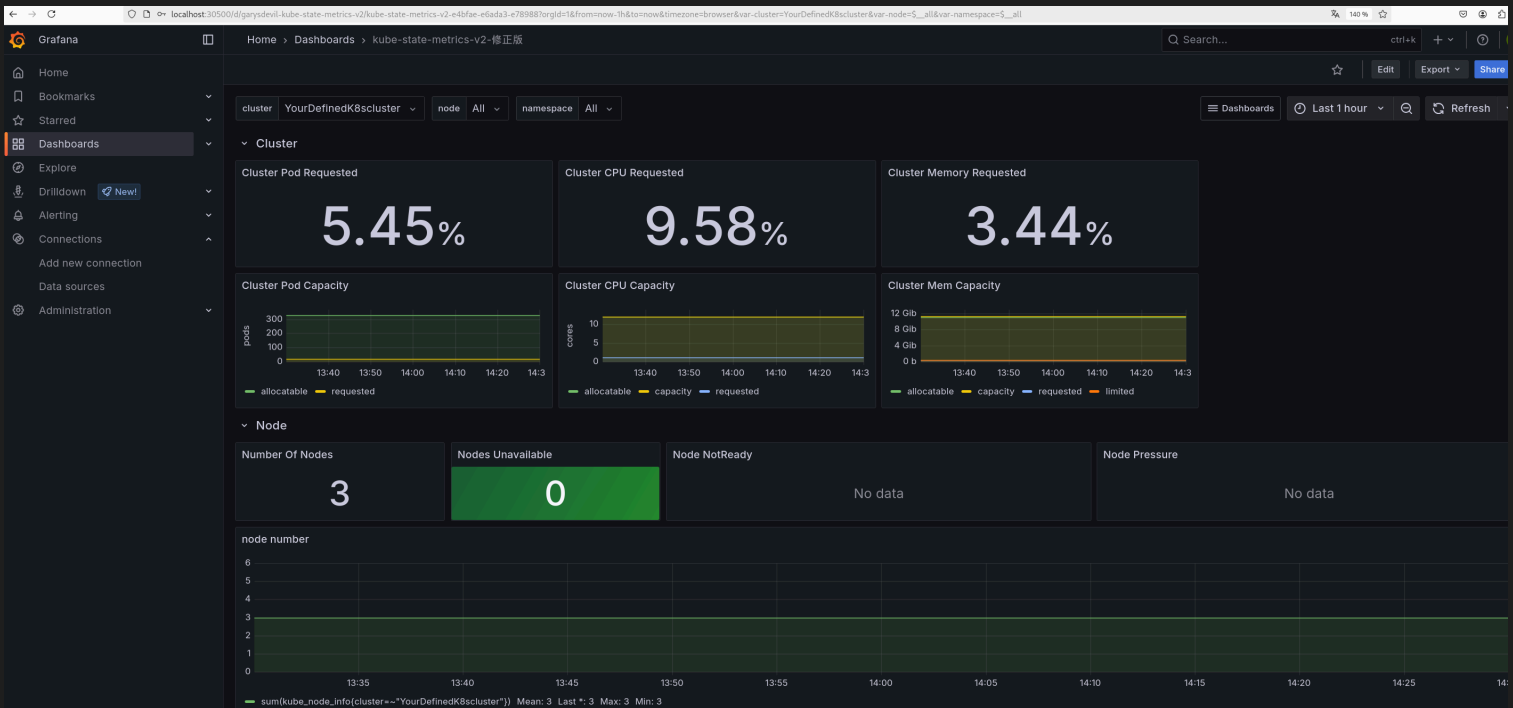 localhost:30500/d/garysdevil-kube-state-metrics-v2/kube-state-metrics-v2-e4bfae-e6ada3-e78988?orgId=1&from=now-1h&to=now&timezone=browser&var-cluster=YourDefinedK8scluster&var-node=$__all&var-namespace=$__all
140 %
Grafana
Home › Dashboards › kube-state-metrics-v2-修正版
Search... ctrl+k
Edit Export Share
Home
Bookmarks
Starred
Dashboards
Explore
Drilldown New!
Alerting
Connections
Add new connection
Data sources
Administration
cluster YourDefinedK8scluster node All namespace All
Dashboards Last 1 hour Refresh
Cluster
Cluster Pod Requested
5.45%
Cluster CPU Requested
9.58%
Cluster Memory Requested
3.44%
Cluster Pod Capacity
pods
300
200
100
0
13:40 13:50 14:00 14:10 14:20 14:3
allocatable requested
Cluster CPU Capacity
cores
10
5
0
13:40 13:50 14:00 14:10 14:20 14:3
allocatable capacity requested
Cluster Mem Capacity
12 Gib
8 Gib
4 Gib
0 b
13:40 13:50 14:00 14:10 14:20 14:3
allocatable capacity requested limited
Node
Number Of Nodes
3
Nodes Unavailable
0
Node NotReady
No data
Node Pressure
No data
node number
6
5
4
3
2
1
0
13:35 13:40 13:45 13:50 13:55 14:00 14:05 14:10 14:15 14:20 14:25 14:
sum(kube_node_info{cluster=~"YourDefinedK8scluster"}) Mean: 3 Last *: 3 Max: 3 Min: 3